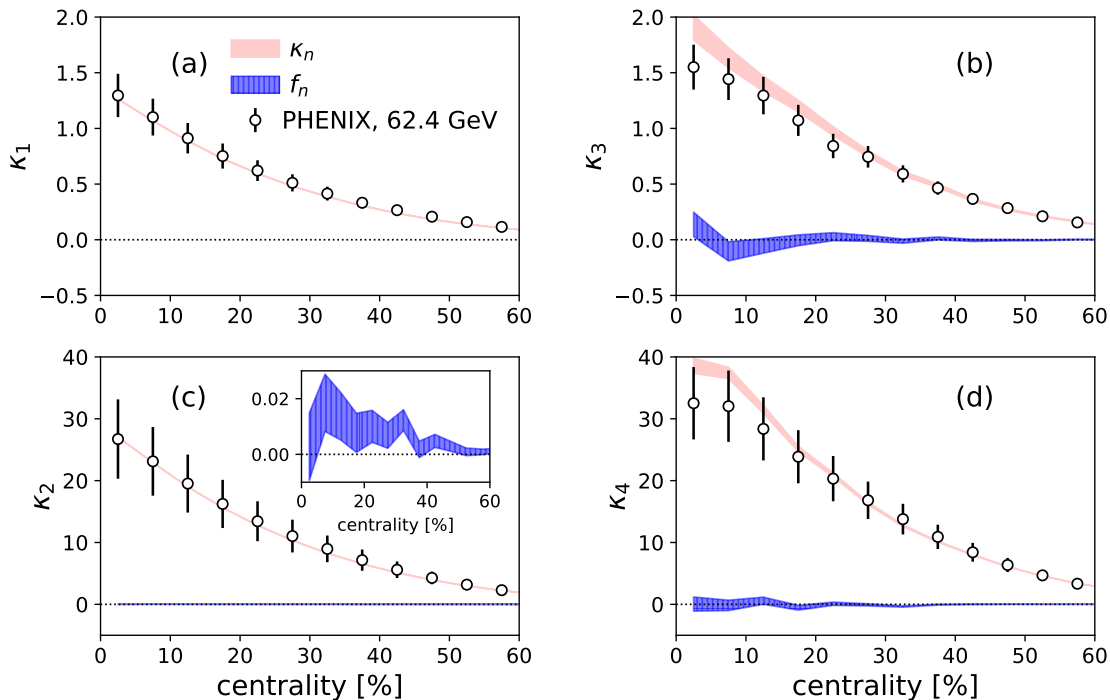 (a)
κn
fn
PHENIX, 62.4 GeV
κ1
2.0
1.5
1.0
0.5
0.0
−0.5
0 10 20 30 40 50 60
(b)
κ3
2.0
1.5
1.0
0.5
0.0
−0.5
0 10 20 30 40 50 60
(c)
κ2
40
30
20
10
0
0 10 20 30 40 50 60
centrality [%]
0.02
0.00
0 20 40 60
centrality [%]
(d)
κ4
40
30
20
10
0
0 10 20 30 40 50 60
centrality [%]